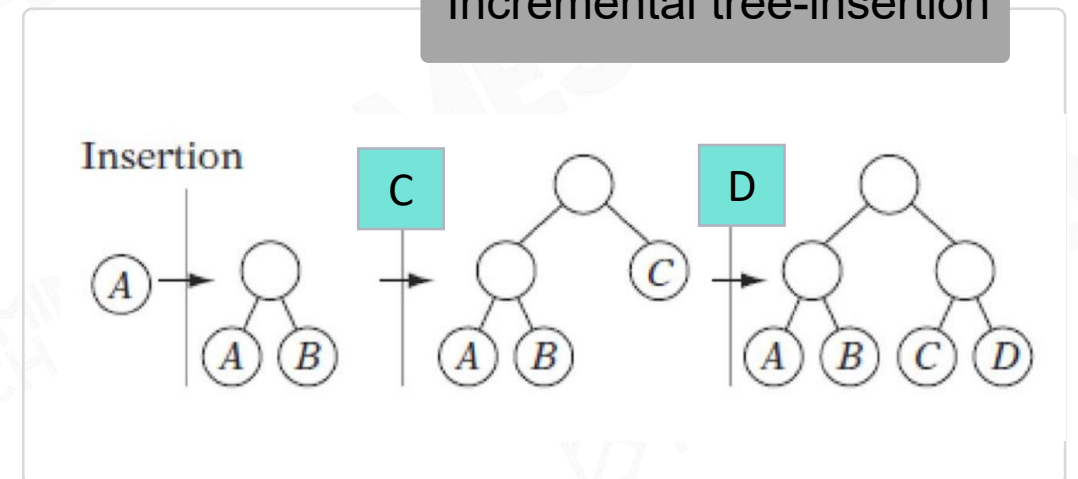 Incremental tree-insertion
Insertion
C
D
A
C
A B
A B
A B C D